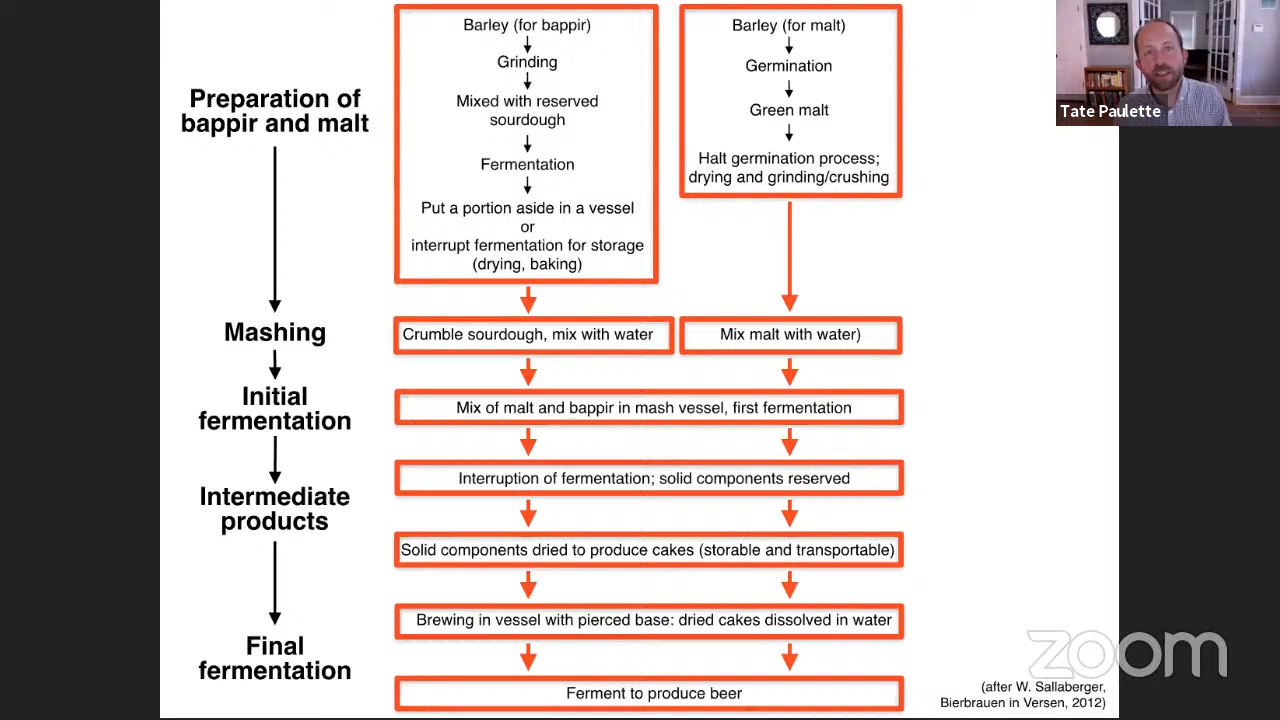 Preparation of
bappir and malt
Mashing
Initial
fermentation
Intermediate
products
Final
fermentation
Barley (for bappir)
Grinding
Mixed with reserved
sourdough
Fermentation
Put a portion aside in a vessel
or
interrupt fermentation for storage
(drying, baking)
Barley (for malt)
Germination
Green malt
Halt germination process;
drying and grinding/crushing
Crumble sourdough, mix with water
Mix malt with water)
Mix of malt and bappir in mash vessel, first fermentation
Interruption of fermentation; solid components reserved
Solid components dried to produce cakes (storable and transportable)
Brewing in vessel with pierced base: dried cakes dissolved in water
Ferment to produce beer
(after W. Sallaberger,
Bierbrauen in Versen, 2012)
Tate Paulette
zoom